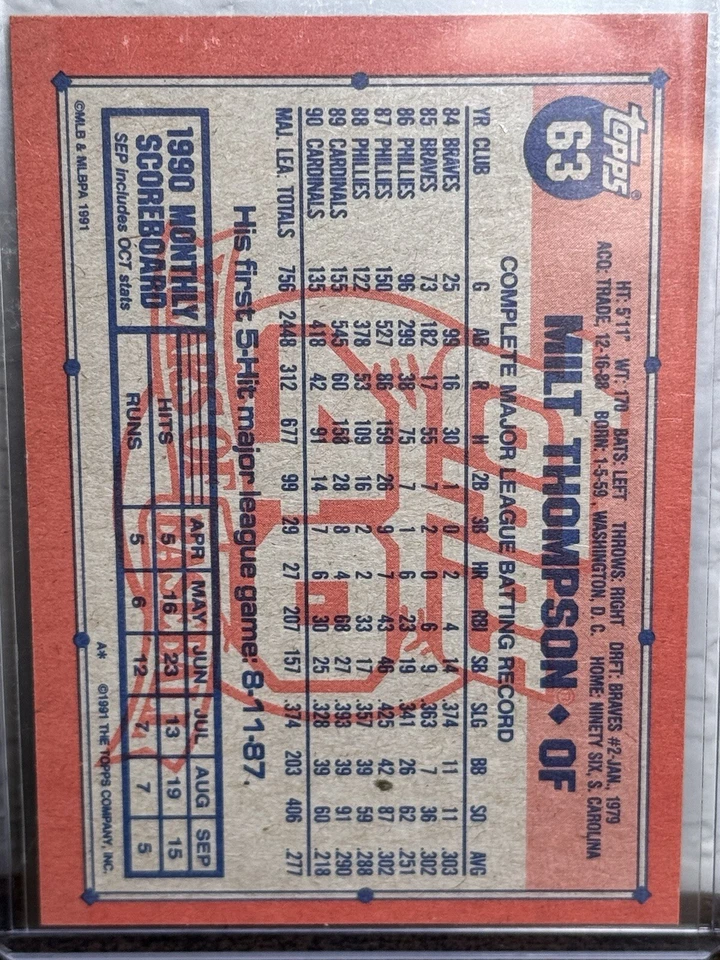 topps®
63
HT: 5'11" WT: 170 BATS: LEFT THROWS: RIGHT DRFT: BRAVES #2-JAN., 1979
ACQ: TRADE, 12-16-88 BORN: 1-5-59, WASHINGTON, D.C. HOME: NINETY SIX, S. CAROLINA
MILT THOMPSON® ◆ OF
COMPLETE MAJOR LEAGUE BATTING RECORD
YR CLUB G AB R H 2B 3B HR RBI SB SLG BB SO AVG
84 BRAVES 25 99 16 30 1 0 2 4 14 .374 11 11 .303
85 BRAVES 73 182 17 55 7 2 0 6 9 .363 7 36 .302
86 PHILLIES 96 299 38 75 7 1 6 23 19 .341 26 62 .251
87 PHILLIES 150 527 86 159 26 9 7 43 46 .425 42 87 .302
88 PHILLIES 122 378 53 109 16 2 2 33 17 .357 39 59 .288
89 CARDINALS 155 545 60 158 28 8 4 68 27 .393 39 91 .290
90 CARDINALS 135 418 42 91 14 7 6 30 25 .328 39 60 .218
MAJ. LEA. TOTALS 756 2448 312 677 99 29 27 207 157 .374 203 406 .277
His first 5-Hit major league game: 8-11-87.
1990 MONTHLY
SCOREBOARD
SEP includes OCT stats
APR MAY JUN JUL AUG SEP
HITS 5 16 23 13 19 15
RUNS 5 6 12 7 7 5
©MLB & MLBPA 1991
A* ©1991 THE TOPPS COMPANY, INC.